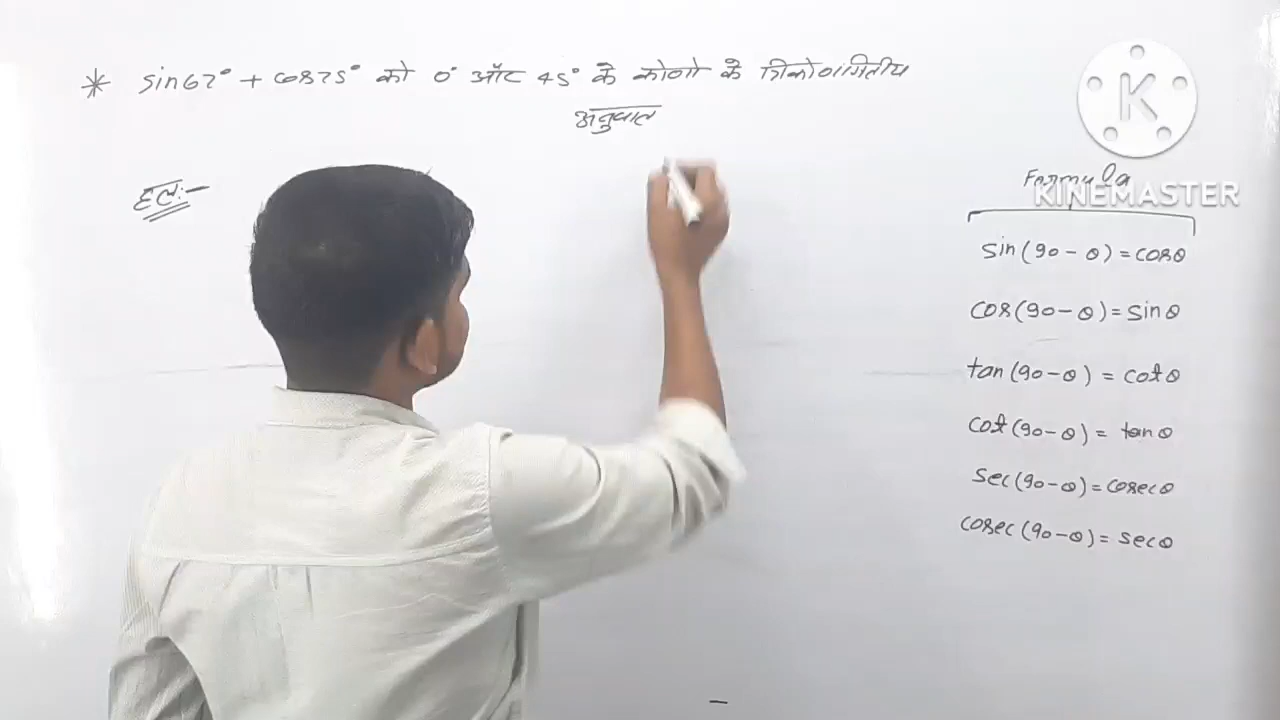 * sin67° + cos75° को 0° और 45° के कोणो के त्रिकोणमितीय
अनुपात
हल:-
Formula
KINEMASTER
sin(90-θ)=cosθ
cos(90-θ)=sinθ
tan(90-θ) = cotθ
cot(90-θ) = tanθ
sec(90-θ)=cosecθ
cosec(90-θ)= secθ